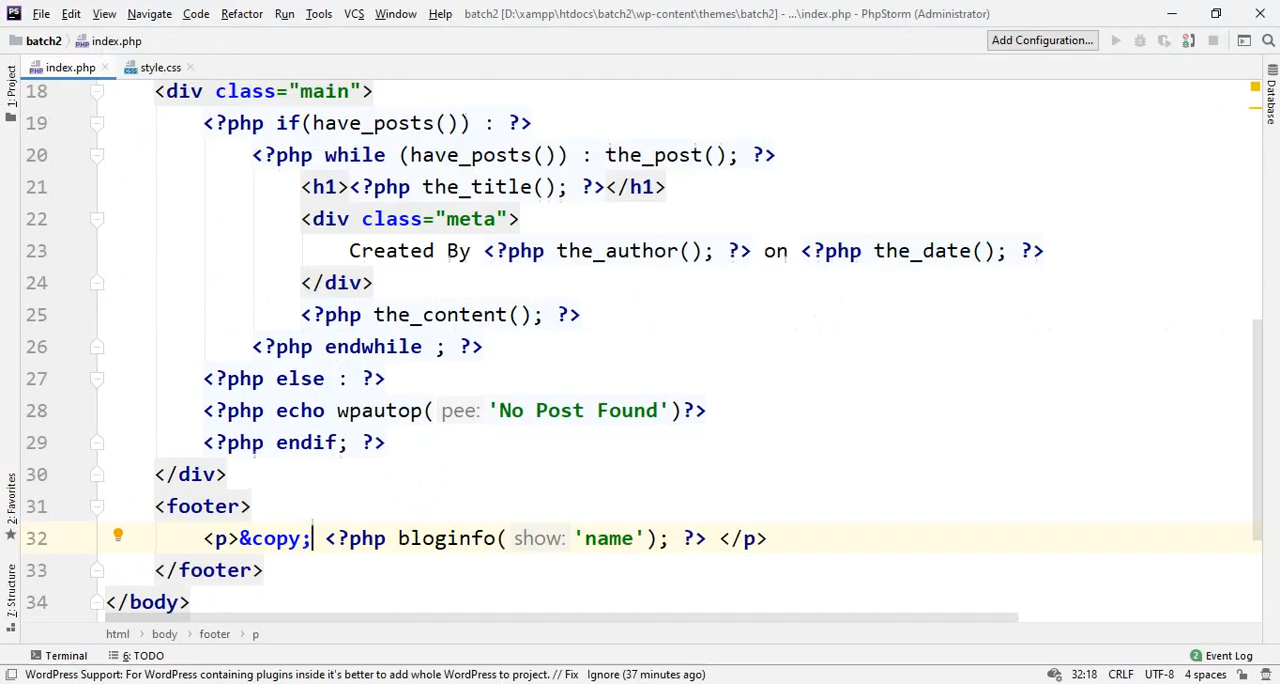 PS File Edit View Navigate Code Refactor Run Tools VCS Window Help batch2 [D:\xampp\htdocs\batch2\wp-content\themes\batch2] - ...\index.php - PhpStorm (Administrator)
batch2 index.php Add Configuration...
index.php style.css
1: Project
Database
18 <div class="main">
19 <?php if(have_posts()) : ?>
20 <?php while (have_posts()) : the_post(); ?>
21 <h1><?php the_title(); ?></h1>
22 <div class="meta">
23 Created By <?php the_author(); ?> on <?php the_date(); ?>
24 </div>
25 <?php the_content(); ?>
26 <?php endwhile ; ?>
27 <?php else : ?>
28 <?php echo wpautop( pee: 'No Post Found')?>
29 <?php endif; ?>
30 </div>
31 <footer>
32 <p>&copy; <?php bloginfo( show: 'name'); ?> </p>
33 </footer>
34 </body>
2: Favorites
Z: Structure
html body footer p
Terminal 6: TODO 2 Event Log
WordPress Support: For WordPress containing plugins inside it's better to add whole WordPress to project. // Fix Ignore (37 minutes ago) 32:18 CRLF UTF-8 4 spaces